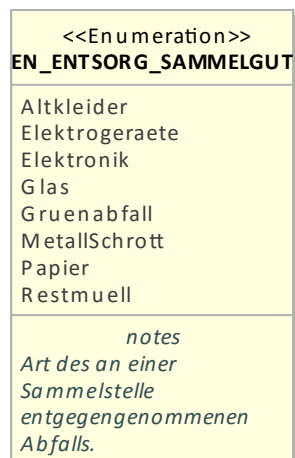 <<Enumeration>>
EN_ENTSORG_SAMMELGUT
Altkleider
Elektrogeraete
Elektronik
Glas
Gruenabfall
MetallSchrott
Papier
Restmuell
notes
Art des an einer
Sammelstelle
entgegengenommenen
Abfalls.